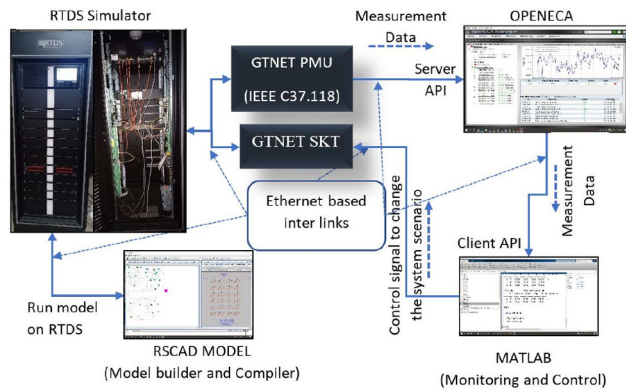 RTDS Simulator
RTDS
GTNET PMU
(IEEE C37.118)
GTNET SKT
Measurement
Data
Server
API
OPENECA
Ethernet based
inter links
Control signal to change
the system scenario
Measurement
Data
Client API
Run model
on RTDS
RSCAD MODEL
(Model builder and Compiler)
MATLAB
(Monitoring and Control)